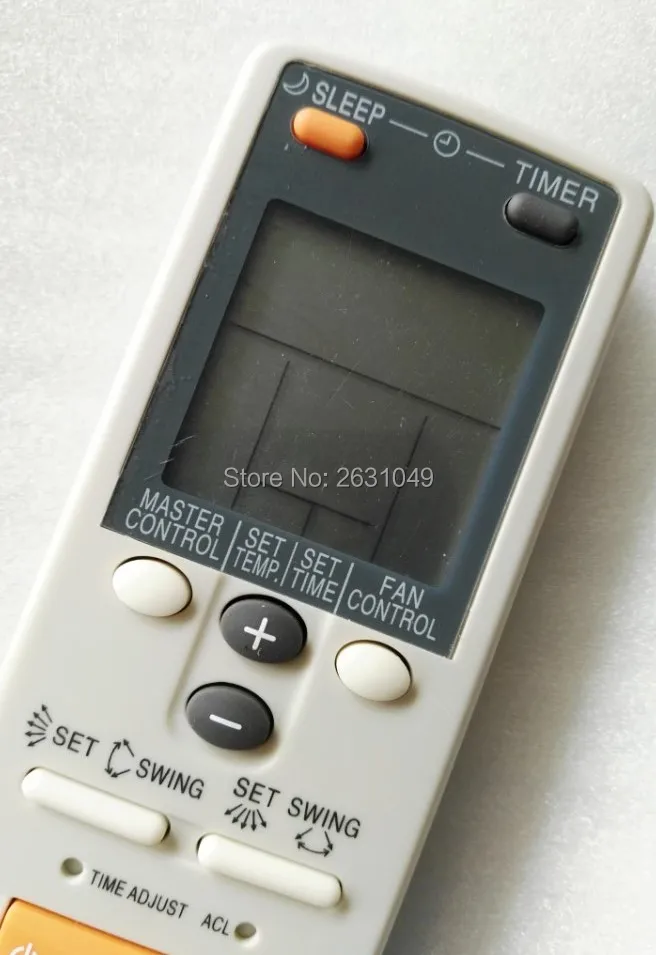 SLEEP
TIMER
Store No: 2631049
MASTER CONTROL
SET TEMP.
SET TIME
FAN CONTROL
+
−
SET SWING
SET SWING
TIME ADJUST ACL